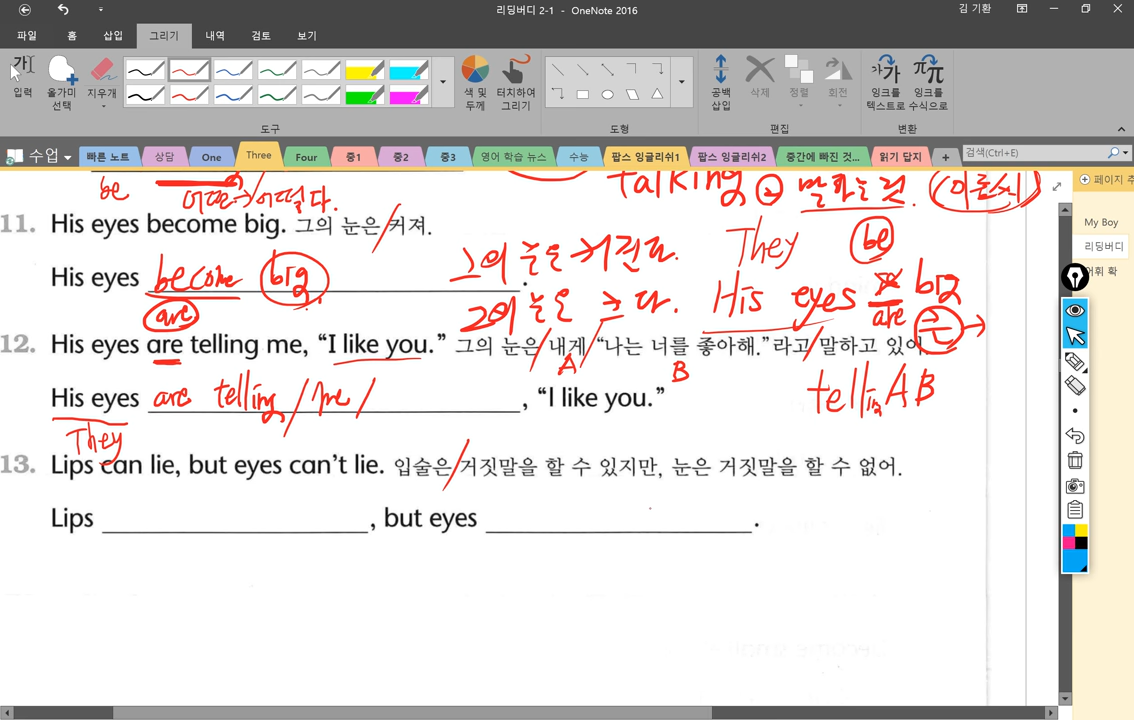 리딩버디 2-1 - OneNote 2016
김 기환
파일 홈 삽입 그리기 내역 검토 보기
입력
올가미 선택
지우개
색 및 두께
터치하여 그리기
공백 삽입
삭제
정렬
회전
잉크를 텍스트로
잉크를 수식으로
도구 도형 편집 변환
수업 빠른 노트 상담 One Three Four 중1 중2 중3 영어 학습 뉴스 수능 팝스 잉글리쉬1 팝스 잉글리쉬2 중간에 빠진 것... 읽기 답지 + 검색(Ctrl+E)
페이지 추
My Boy
리딩버디
어휘 확
be
talking ② 말하는 것.
11. His eyes become big. 그의 눈은 / 커져.
They be
그의 눈은 커진다.
His eyes become big.
are
그의 눈은 크다.
His eyes are big
12. His eyes are telling me, “I like you.” 그의 눈은 / 내게 / “나는 너를 좋아해.”라고 / 말하고 있어.
A B
His eyes are telling / me /, “I like you.”
telling A B
They
13. Lips can lie, but eyes can’t lie. 입술은 / 거짓말을 할 수 있지만, 눈은 거짓말을 할 수 없어.
Lips , but eyes .